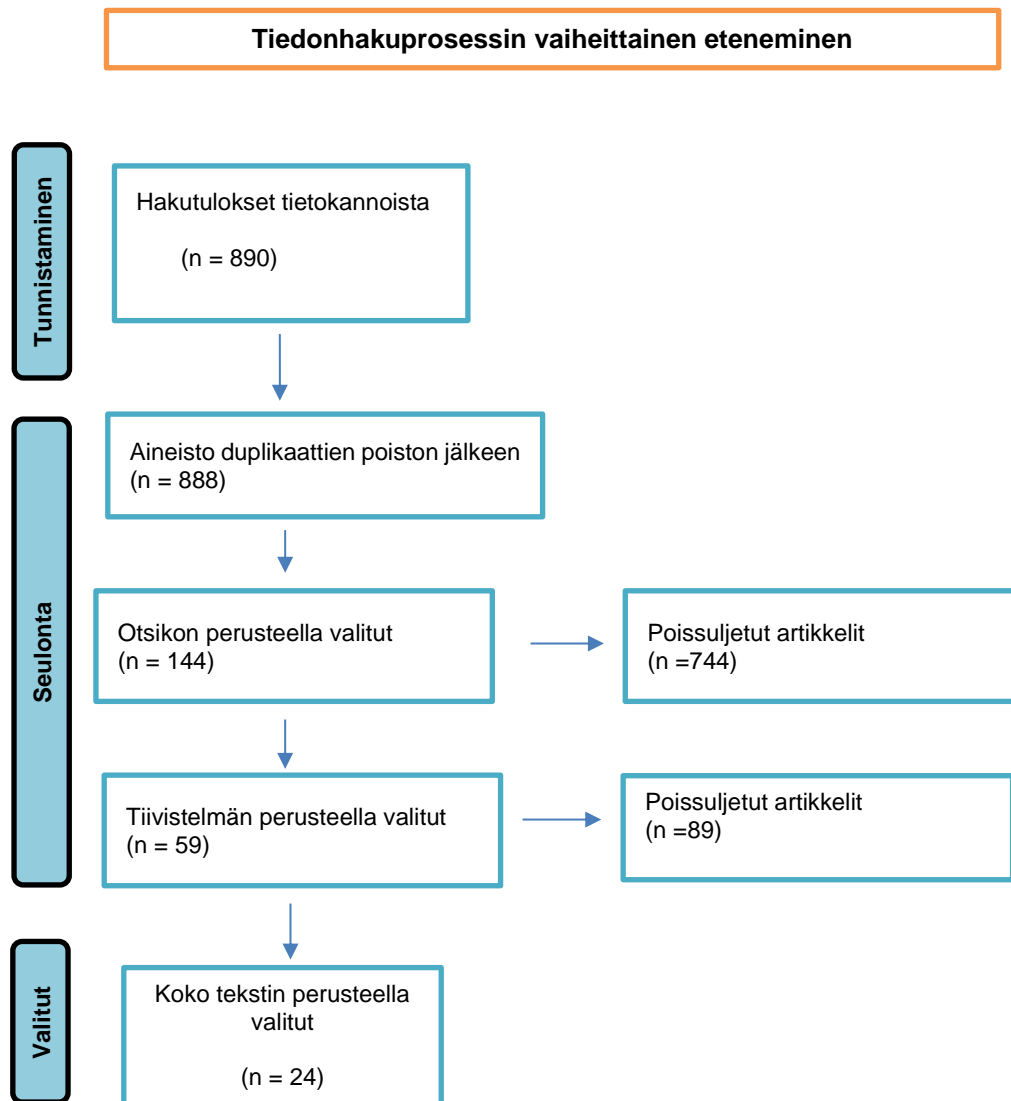 Tiedonhakuprosessin vaiheittainen eteneminen
Tunnistaminen
Hakutulokset tietokannoista
(n = 890)
Seulonta
Aineisto duplikaattien poiston jälkeen
(n = 888)
Otsikon perusteella valitut
(n = 144)
Poissuljetut artikkelit
(n =744)
Tiivistelmän perusteella valitut
(n = 59)
Poissuljetut artikkelit
(n =89)
Valitut
Koko tekstin perusteella
valitut
(n = 24)